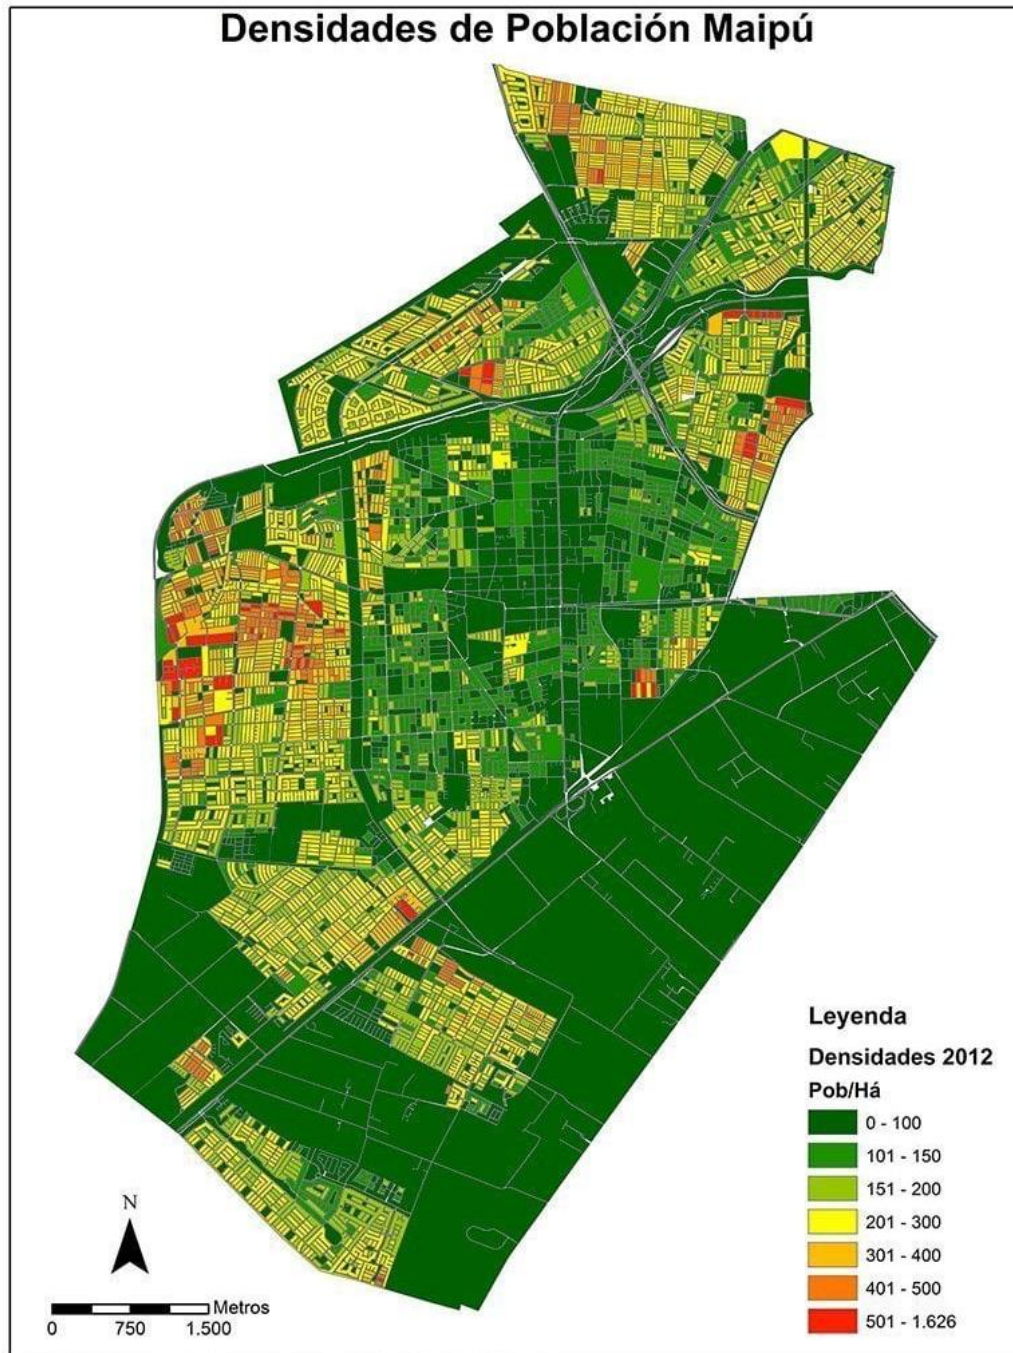 Densidades de Población Maipú
Leyenda
Densidades 2012
Pob/Há
0 - 100
101 - 150
151 - 200
201 - 300
301 - 400
401 - 500
501 - 1.626
N
Metros
0 750 1.500